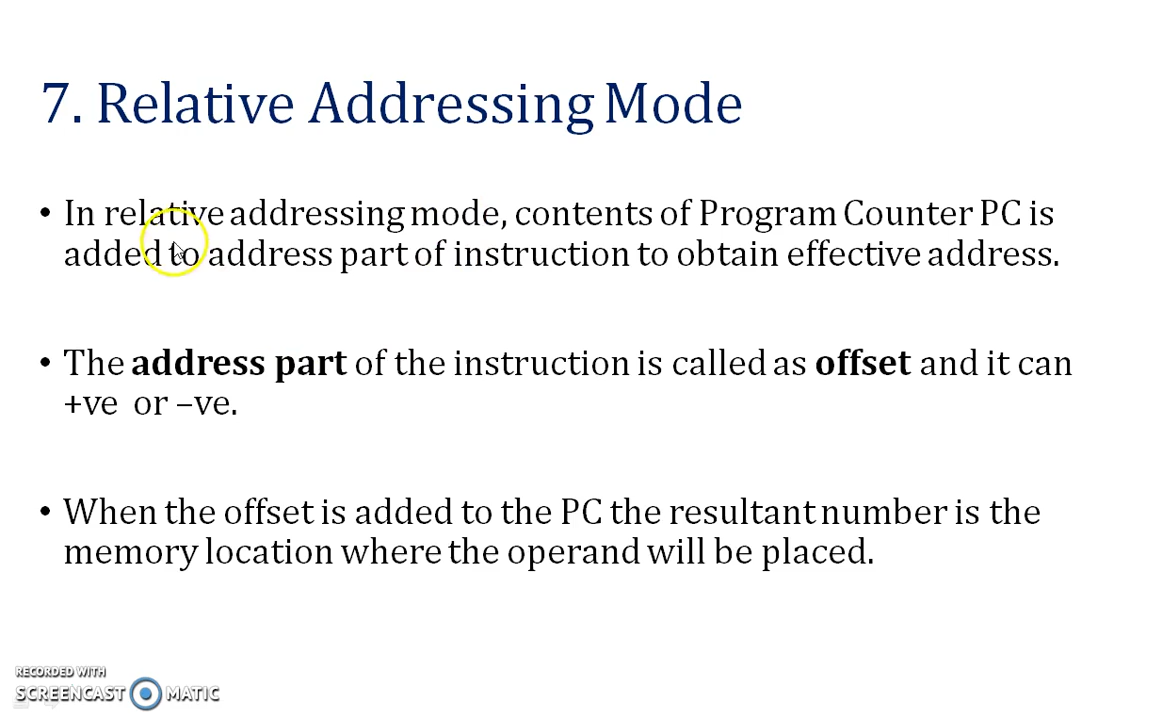 7. Relative Addressing Mode
• In relative addressing mode, contents of Program Counter PC is
added to address part of instruction to obtain effective address.
• The address part of the instruction is called as offset and it can
+ve or –ve.
• When the offset is added to the PC the resultant number is the
memory location where the operand will be placed.
RECORDED WITH
SCREENCAST MATIC